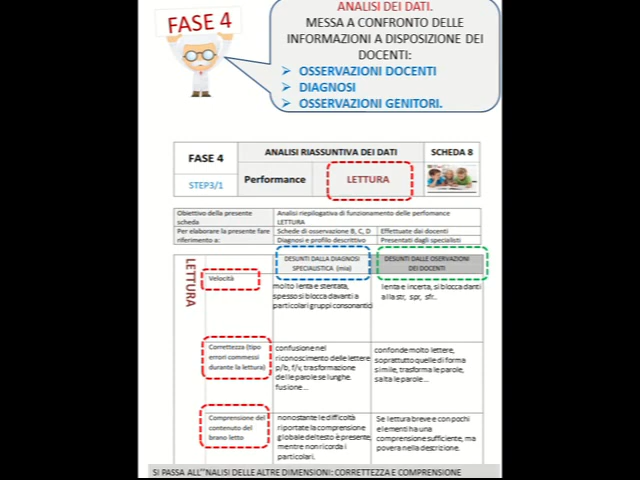 FASE 4
ANALISI DEI DATI.
MESSA A CONFRONTO DELLE
INFORMAZIONI A DISPOSIZIONE DEI
DOCENTI:
➢ OSSERVAZIONI DOCENTI
➢ DIAGNOSI
➢ OSSERVAZIONI GENITORI.
FASE 4
ANALISI RIASSUNTIVA DEI DATI
SCHEDA 8
STEP3/1
Performance
LETTURA
Obiettivo della presente scheda
Analisi riepilogativa di funzionamento delle perfomance LETTURA
Per elaborare la presente fare riferimento a:
Schede di osservazione B, C, D
Effettuate dai docenti
Diagnosi e profilo descrittivo
Presentati dagli specialisti
LETTURA
DESUNTI DALLA DIAGNOSI
SPECIALISTICA (mia)
DESUNTI DALLE OSERVAZIONI
DEI DOCENTI
Velocità
molto lenta e stentata,
spesso si blocca davanti a
particolari gruppi consonantici
lenta e incerta, si blocca danti
alla str, spr, sfr..
Correttezza (tipo
errori commessi
durante la lettura)
confusione nel
riconoscimento delle lettere
p/b, f/v, trasformazione
delle parole se lunghe.
fusione...
confonde molto lettere,
soprattutto quelle di forma
simile, trasforma le parole,
salta le parole...
Comprensione del
contenuto del
brano letto
nonostante le difficoltà
riportate la comprensione
globale del testo è presente,
mentre non ricorda i
particolari.
Se lettura breve e con pochi
elementi ha una
comprensione sufficiente, ma
povera nella descrizione.
SI PASSA ALL'"NALISI DELLE ALTRE DIMENSIONI: CORRETTEZZA E COMPRENSIONE